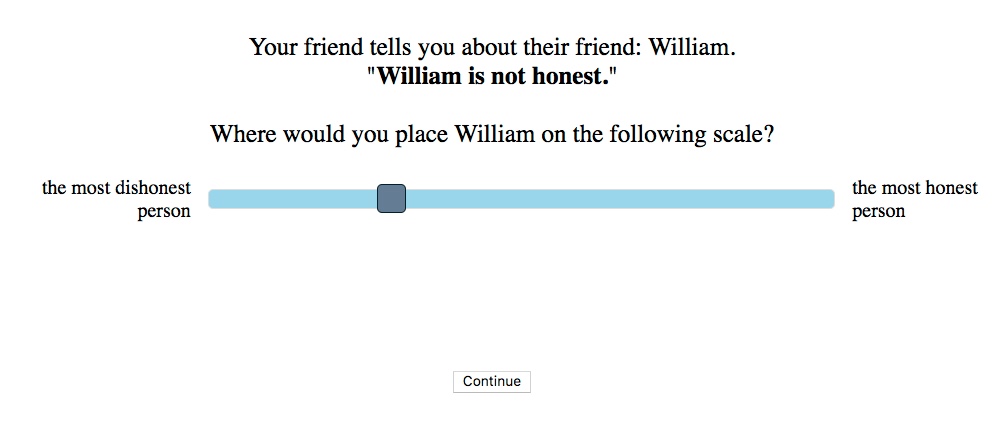 Your friend tells you about their friend: William.
"William is not honest."
Where would you place William on the following scale?
the most dishonest
person
the most honest
person
Continue